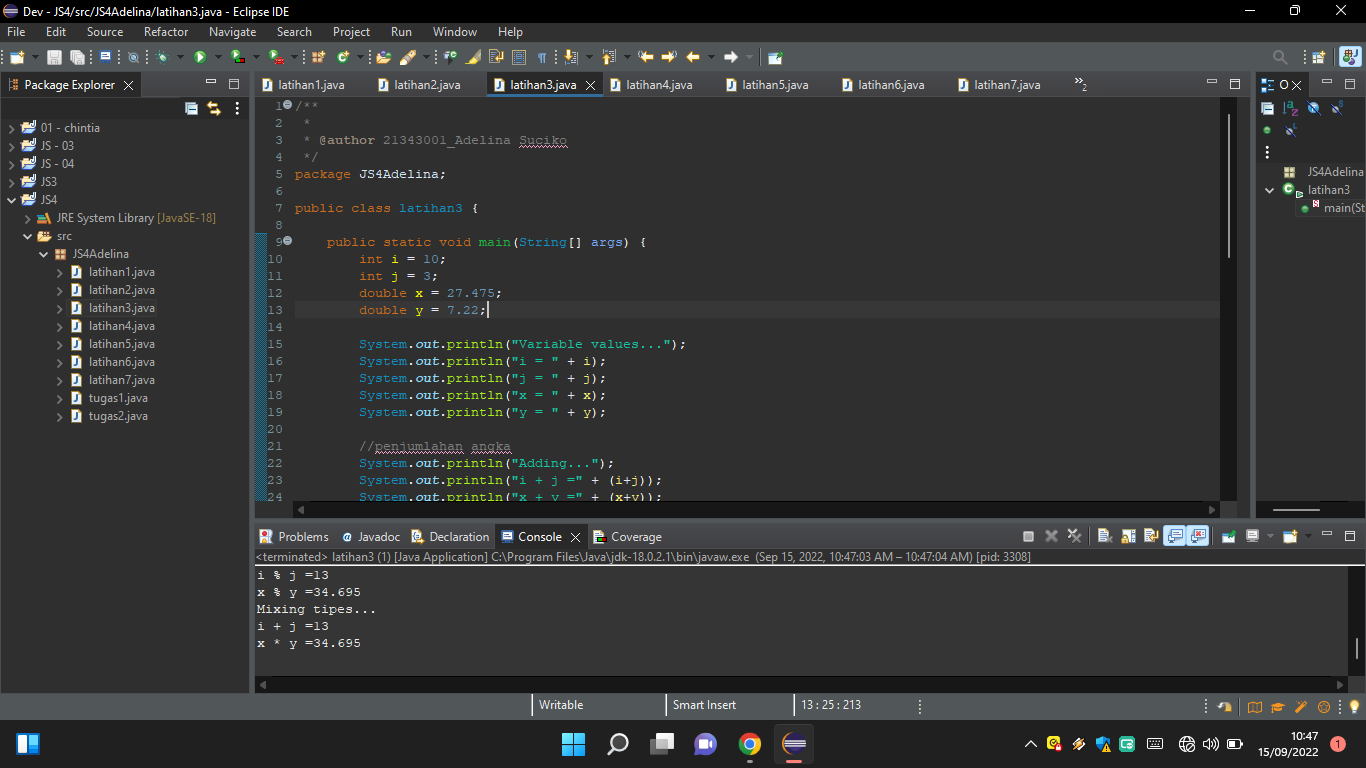 Dev - JS4/src/JS4Adelina/latihan3.java - Eclipse IDE
File Edit Source Refactor Navigate Search Project Run Window Help
Package Explorer
latihan1.java latihan2.java latihan3.java latihan4.java latihan5.java latihan6.java latihan7.java »2
01 - chintia
JS - 03
JS - 04
JS3
JS4
JRE System Library [JavaSE-18]
src
JS4Adelina
latihan1.java
latihan2.java
latihan3.java
latihan4.java
latihan5.java
latihan6.java
latihan7.java
tugas1.java
tugas2.java
1 /**
2 *
3 * @author 21343001_Adelina Suciko
4 */
5 package JS4Adelina;
6
7 public class latihan3 {
8
9 public static void main(String[] args) {
10 int i = 10;
11 int j = 3;
12 double x = 27.475;
13 double y = 7.22;
14
15 System.out.println("Variable values...");
16 System.out.println("i = " + i);
17 System.out.println("j = " + j);
18 System.out.println("x = " + x);
19 System.out.println("y = " + y);
20
21 //penjumlahan angka
22 System.out.println("Adding...");
23 System.out.println("i + j =" + (i+j));
24 System.out.println("x + y =" + (x+y));
O
JS4Adelina
latihan3
main(St
Problems Javadoc Declaration Console Coverage
<terminated> latihan3 (1) [Java Application] C:\Program Files\Java\jdk-18.0.2.1\bin\javaw.exe (Sep 15, 2022, 10:47:03 AM – 10:47:04 AM) [pid: 3308]
i % j =13
x % y =34.695
Mixing tipes...
i + j =13
x * y =34.695
Writable Smart Insert 13 : 25 : 213
10:47
15/09/2022
1